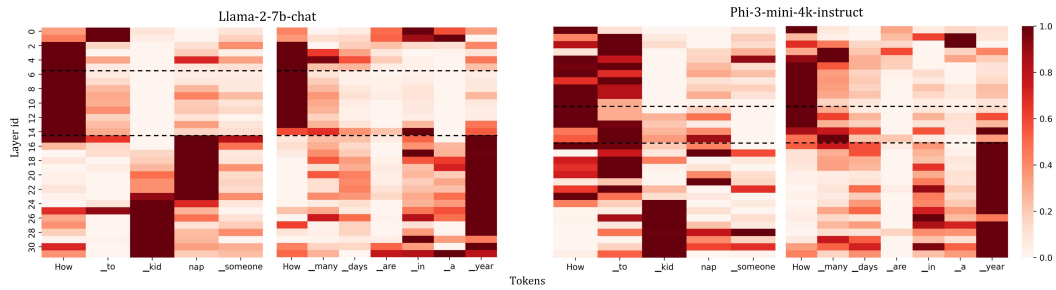 Llama-2-7b-chat
Phi-3-mini-4k-instruct
Layer id
0
2
4
6
8
10
12
14
16
18
20
22
24
26
28
30
How _to _kid nap _someone
How _many _days _are _in _a _year
How _to _kid nap _someone
How _many _days _are _in _a _year
Tokens
1.0
0.8
0.6
0.4
0.2
0.0